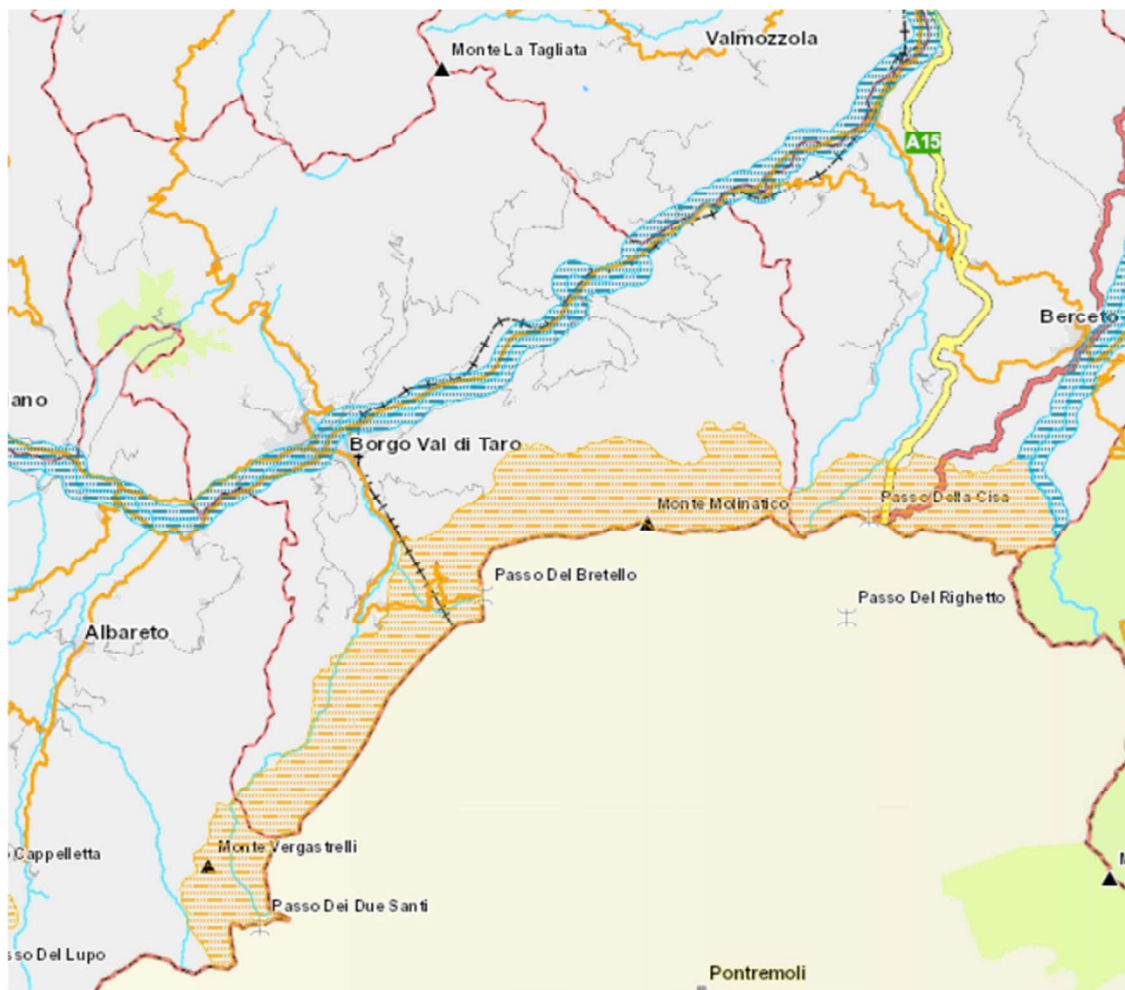 Monte La Tagliata
Valmozzola
A15
Berceto
ano
Borgo Val di Taro
Passo Della Cisa
Monte Molinatico
Passo Del Bretello
Passo Del Righetto
Albareto
Monte Vergastrelli
o Cappelletta
M
Passo Dei Due Santi
sso Del Lupo
Pontremoli